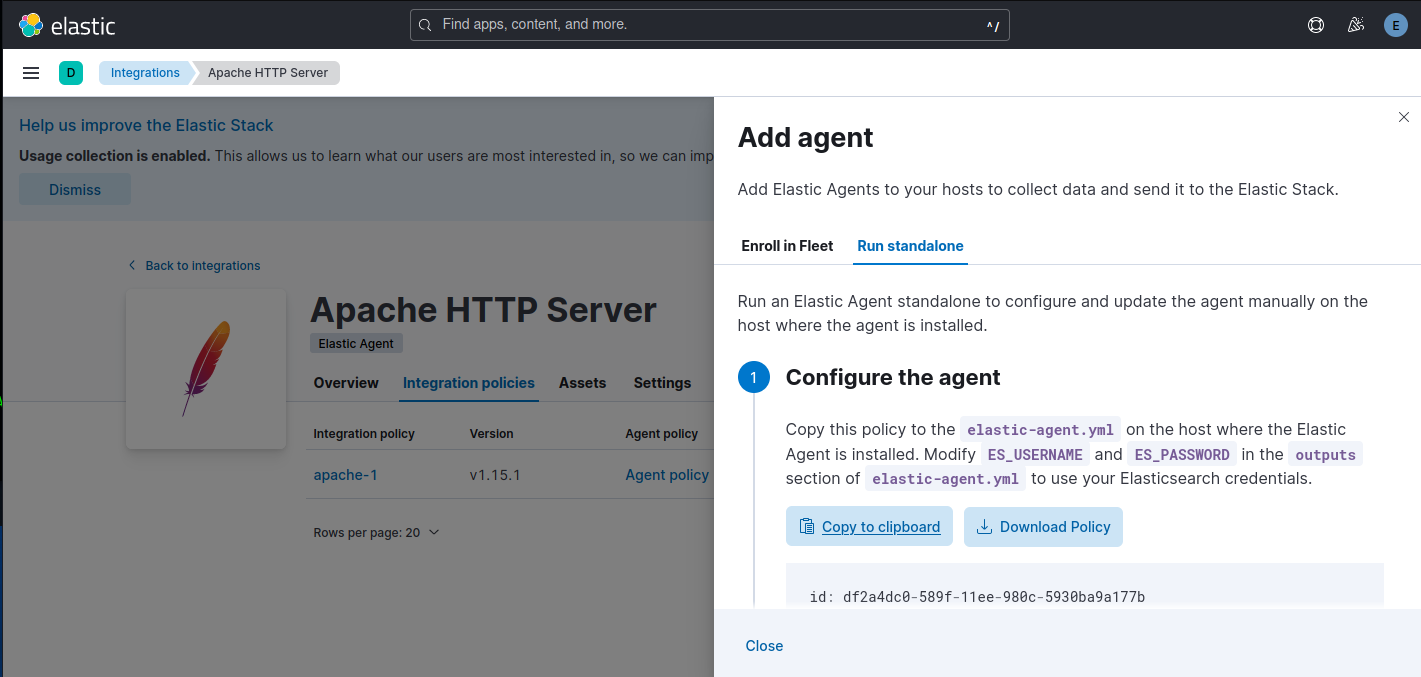 elastic
Find apps, content, and more.
^/
E
D
Integrations
Apache HTTP Server
Help us improve the Elastic Stack
Usage collection is enabled. This allows us to learn what our users are most interested in, so we can imp
Dismiss
Back to integrations
Apache HTTP Server
Elastic Agent
Overview
Integration policies
Assets
Settings
Integration policy
Version
Agent policy
apache-1
v1.15.1
Agent policy
Rows per page: 20
Add agent
Add Elastic Agents to your hosts to collect data and send it to the Elastic Stack.
Enroll in Fleet
Run standalone
Run an Elastic Agent standalone to configure and update the agent manually on the
host where the agent is installed.
1
Configure the agent
Copy this policy to the elastic-agent.yml on the host where the Elastic
Agent is installed. Modify ES_USERNAME and ES_PASSWORD in the outputs
section of elastic-agent.yml to use your Elasticsearch credentials.
Copy to clipboard
Download Policy
id: df2a4dc0-589f-11ee-980c-5930ba9a177b
Close